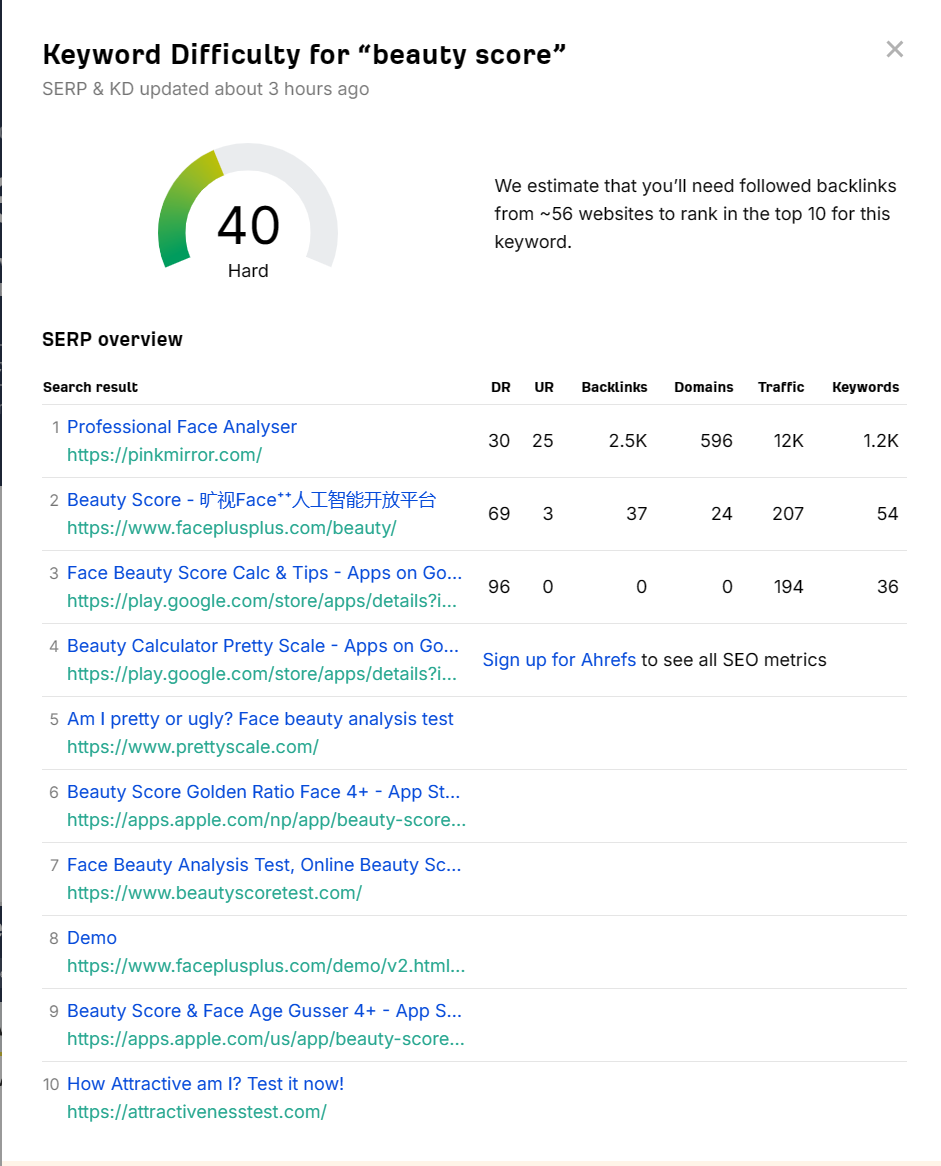 Keyword Difficulty for “beauty score”
SERP & KD updated about 3 hours ago
40
Hard
We estimate that you’ll need followed backlinks
from ~56 websites to rank in the top 10 for this
keyword.
SERP overview
Search result DR UR Backlinks Domains Traffic Keywords
1 Professional Face Analyser
https://pinkmirror.com/
30 25 2.5K 596 12K 1.2K
2 Beauty Score - 旷视Face⁺⁺人工智能开放平台
https://www.faceplusplus.com/beauty/
69 3 37 24 207 54
3 Face Beauty Score Calc & Tips - Apps on Go...
https://play.google.com/store/apps/details?i...
96 0 0 0 194 36
4 Beauty Calculator Pretty Scale - Apps on Go...
https://play.google.com/store/apps/details?i...
Sign up for Ahrefs to see all SEO metrics
5 Am I pretty or ugly? Face beauty analysis test
https://www.prettyscale.com/
6 Beauty Score Golden Ratio Face 4+ - App St...
https://apps.apple.com/np/app/beauty-score...
7 Face Beauty Analysis Test, Online Beauty Sc...
https://www.beautyscoretest.com/
8 Demo
https://www.faceplusplus.com/demo/v2.html...
9 Beauty Score & Face Age Gusser 4+ - App S...
https://apps.apple.com/us/app/beauty-score...
10 How Attractive am I? Test it now!
https://attractivenesstest.com/